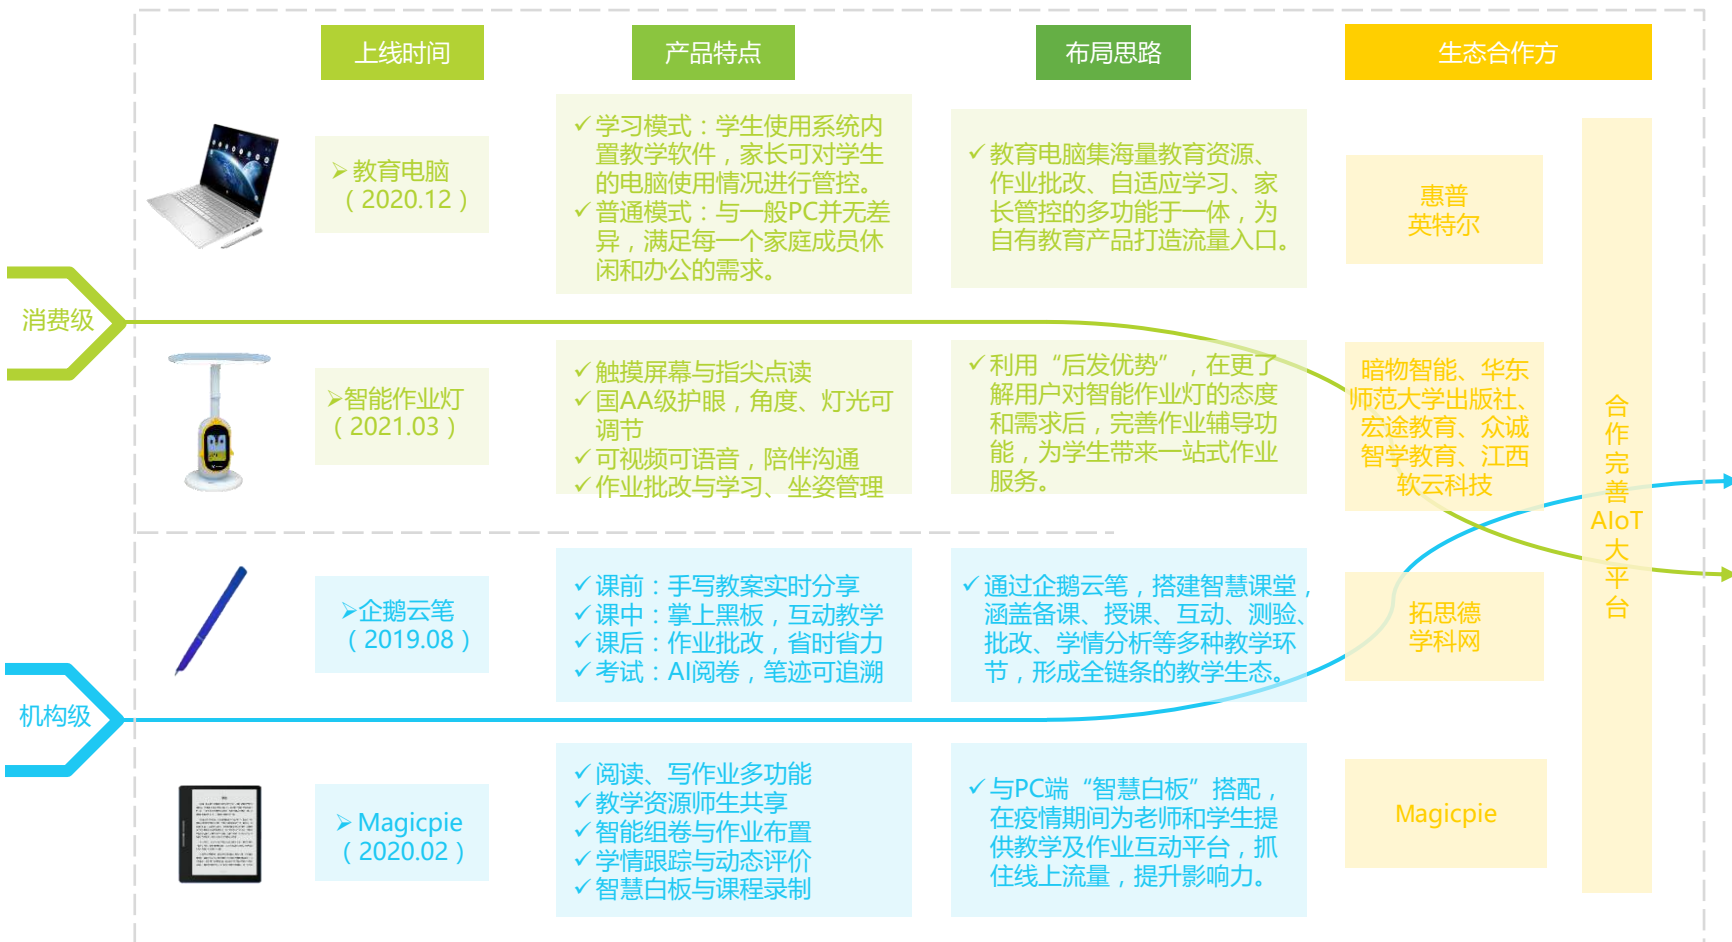 上线时间
产品特点
布局思路
生态合作方
消费级
➢教育电脑
（2020.12）
✓学习模式：学生使用系统内
置教学软件，家长可对学生
的电脑使用情况进行管控。
✓普通模式：与一般PC并无差
异，满足每一个家庭成员休
闲和办公的需求。
✓教育电脑集海量教育资源、
作业批改、自适应学习、家
长管控的多功能于一体，为
自有教育产品打造流量入口。
惠普
英特尔
➢智能作业灯
（2021.03）
✓触摸屏幕与指尖点读
✓国AA级护眼，角度、灯光可
调节
✓可视频可语音，陪伴沟通
✓作业批改与学习、坐姿管理
✓利用“后发优势”，在更了
解用户对智能作业灯的态度
和需求后，完善作业辅导功
能，为学生带来一站式作业
服务。
暗物智能、华东
师范大学出版社、
宏途教育、众诚
智学教育、江西
软云科技
机构级
➢企鹅云笔
（2019.08）
✓课前：手写教案实时分享
✓课中：掌上黑板，互动教学
✓课后：作业批改，省时省力
✓考试：AI阅卷，笔迹可追溯
✓通过企鹅云笔，搭建智慧课堂，
涵盖备课、授课、互动、测验、
批改、学情分析等多种教学环
节，形成全链条的教学生态。
拓思德
学科网
➢Magicpie
（2020.02）
✓阅读、写作业多功能
✓教学资源师生共享
✓智能组卷与作业布置
✓学情跟踪与动态评价
✓智慧白板与课程录制
✓与PC端“智慧白板”搭配，
在疫情期间为老师和学生提
供教学及作业互动平台，抓
住线上流量，提升影响力。
Magicpie
合
作
完
善
AIoT
大
平
台